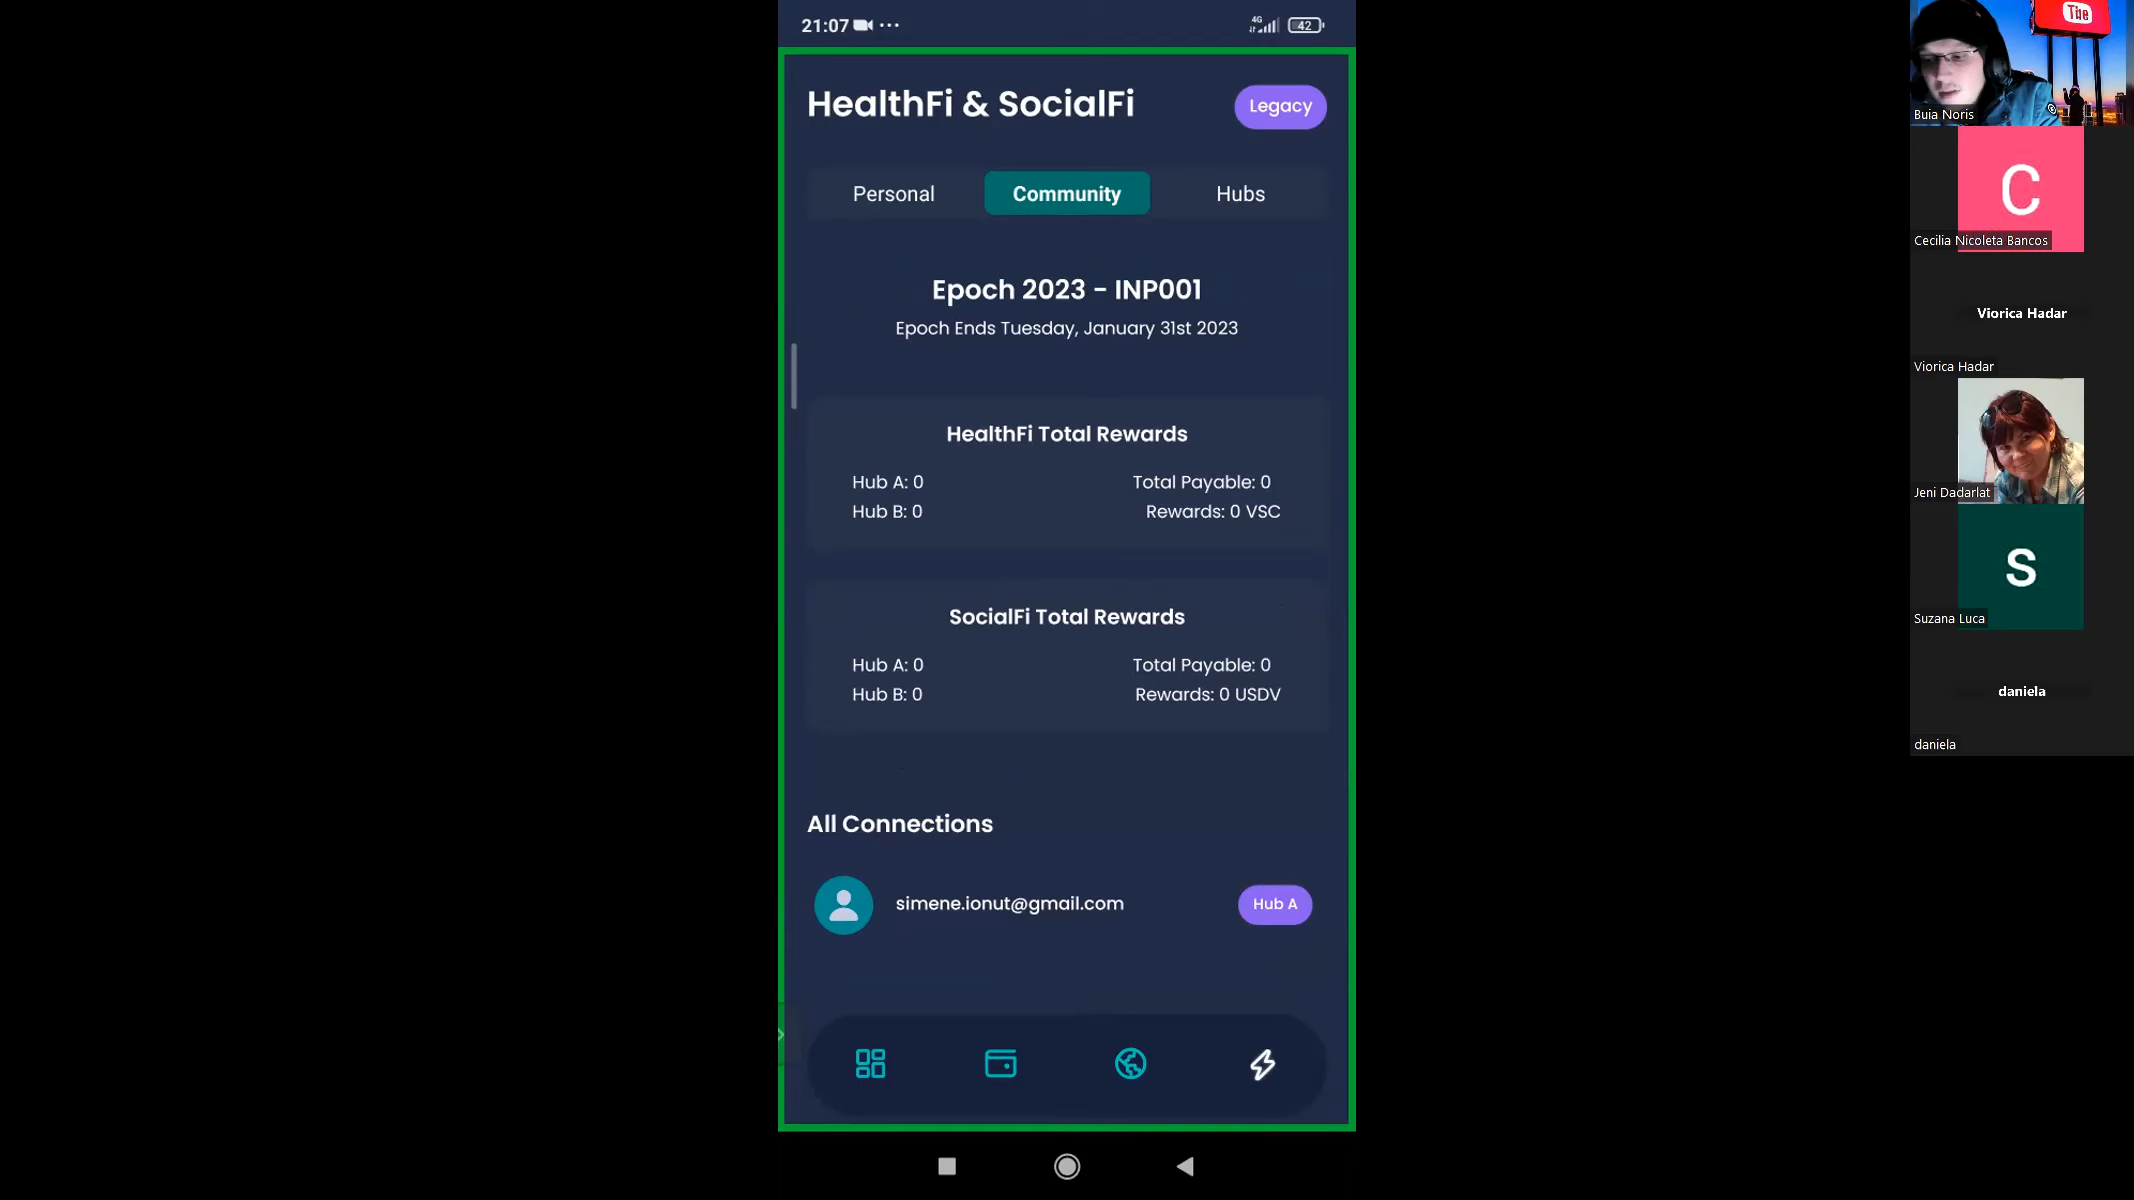 21:07
4G
42
HealthFi & SocialFi
Legacy
Personal
Community
Hubs
Epoch 2023 - INP001
Epoch Ends Tuesday, January 31st 2023
HealthFi Total Rewards
Hub A: 0
Total Payable: 0
Hub B: 0
Rewards: 0 VSC
SocialFi Total Rewards
Hub A: 0
Total Payable: 0
Hub B: 0
Rewards: 0 USDV
All Connections
simene.ionut@gmail.com
Hub A
Buia Noris
C
Cecilia Nicoleta Bancos
Viorica Hadar
Viorica Hadar
Jeni Dadarlat
S
Suzana Luca
daniela
daniela